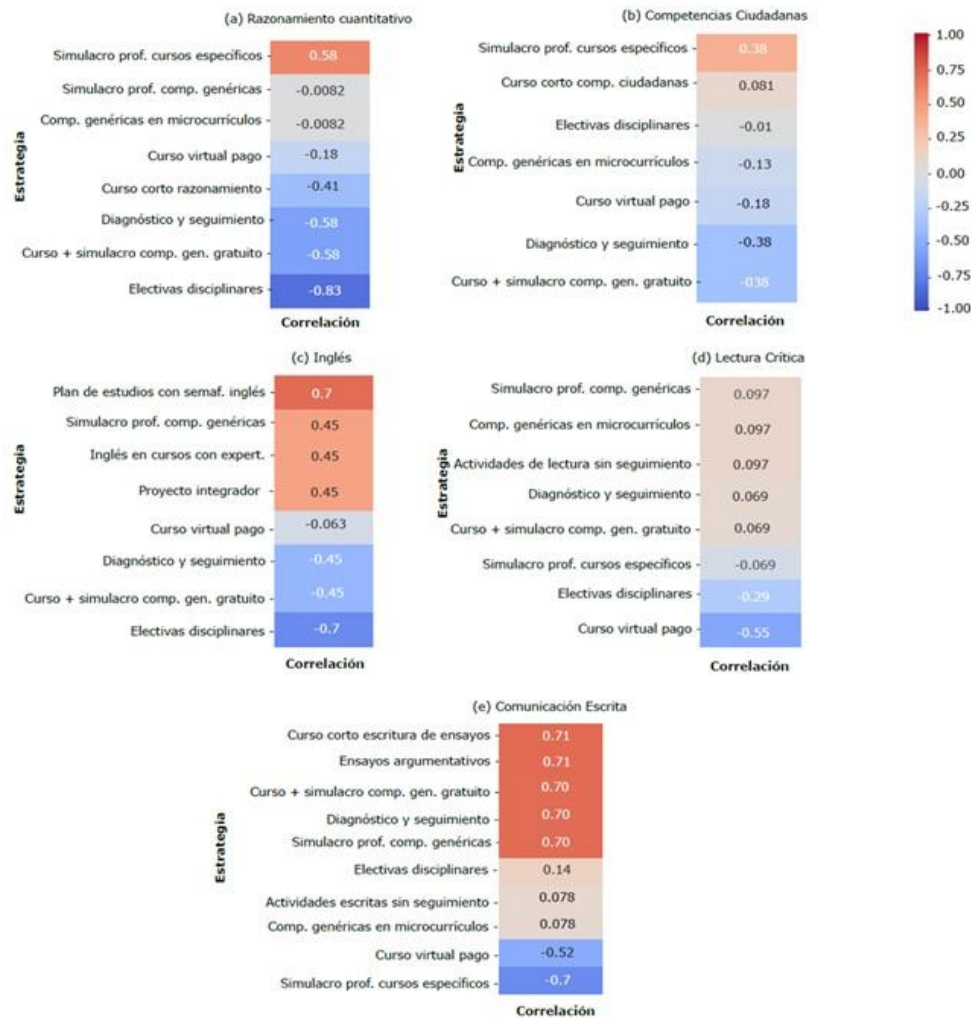 (a) Razonamiento cuantitativo
Estrategia
Simulacro prof. cursos específicos 0.58
Simulacro prof. comp. genéricas -0.0082
Comp. genéricas en microcurrículos -0.0082
Curso virtual pago -0.18
Curso corto razonamiento -0.41
Diagnóstico y seguimiento -0.58
Curso + simulacro comp. gen. gratuito -0.58
Electivas disciplinares -0.83
Correlación
(b) Competencias Ciudadanas
Estrategia
Simulacro prof. cursos específicos 0.38
Curso corto comp. ciudadanas 0.081
Electivas disciplinares -0.01
Comp. genéricas en microcurrículos -0.13
Curso virtual pago -0.18
Diagnóstico y seguimiento -0.38
Curso + simulacro comp. gen. gratuito -038
Correlación
1.00
0.75
0.50
0.25
0.00
-0.25
-0.50
-0.75
-1.00
(c) Inglés
Estrategia
Plan de estudios con semaf. inglés 0.7
Simulacro prof. comp. genéricas 0.45
Inglés en cursos con expert. 0.45
Proyecto integrador 0.45
Curso virtual pago -0.063
Diagnóstico y seguimiento -0.45
Curso + simulacro comp. gen. gratuito -0.45
Electivas disciplinares -0.7
Correlación
(d) Lectura Crítica
Estrategia
Simulacro prof. comp. genéricas 0.097
Comp. genéricas en microcurrículos 0.097
Actividades de lectura sin seguimiento 0.097
Diagnóstico y seguimiento 0.069
Curso + simulacro comp. gen. gratuito 0.069
Simulacro prof. cursos específicos -0.069
Electivas disciplinares -0.29
Curso virtual pago -0.55
Correlación
(e) Comunicación Escrita
Estrategia
Curso corto escritura de ensayos 0.71
Ensayos argumentativos 0.71
Curso + simulacro comp. gen. gratuito 0.70
Diagnóstico y seguimiento 0.70
Simulacro prof. comp. genéricas 0.70
Electivas disciplinares 0.14
Actividades escritas sin seguimiento 0.078
Comp. genéricas en microcurrículos 0.078
Curso virtual pago -0.52
Simulacro prof. cursos específicos -0.7
Correlación